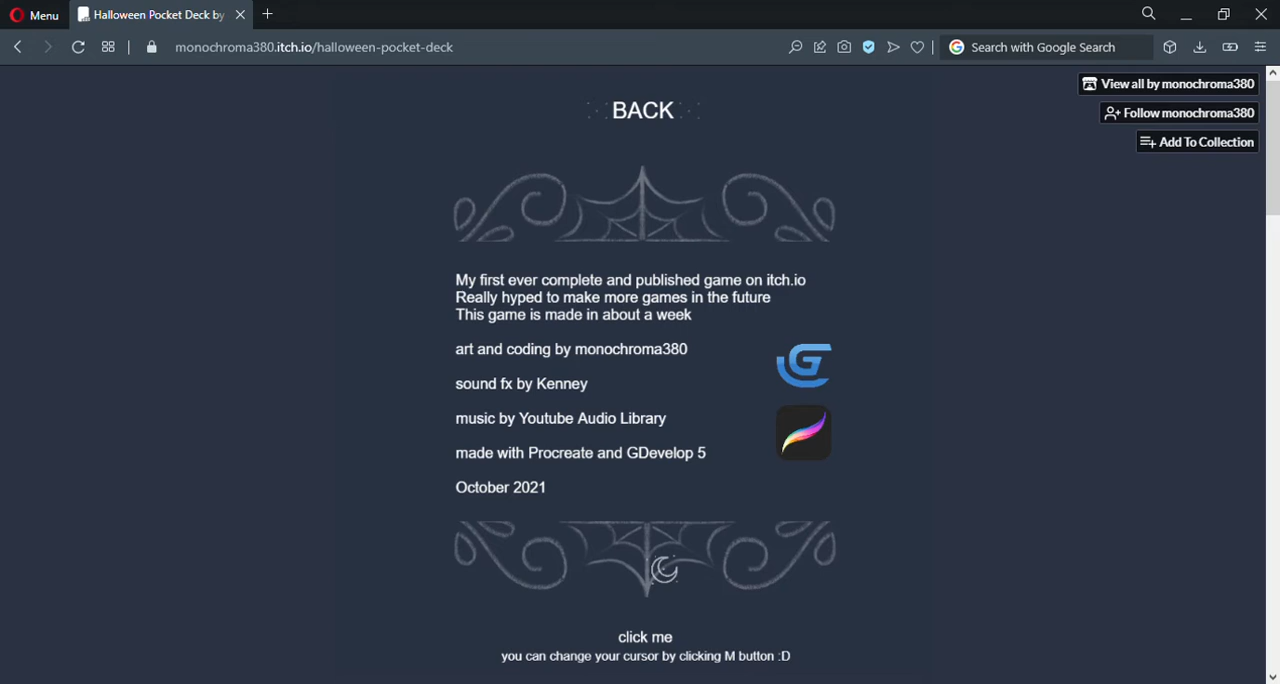 Menu
Halloween Pocket Deck by
monochroma380.itch.io/halloween-pocket-deck
Search with Google Search
View all by monochroma380
Follow monochroma380
Add To Collection
BACK
My first ever complete and published game on itch.io
Really hyped to make more games in the future
This game is made in about a week
art and coding by monochroma380
sound fx by Kenney
music by Youtube Audio Library
made with Procreate and GDevelop 5
October 2021
click me
you can change your cursor by clicking M button :D